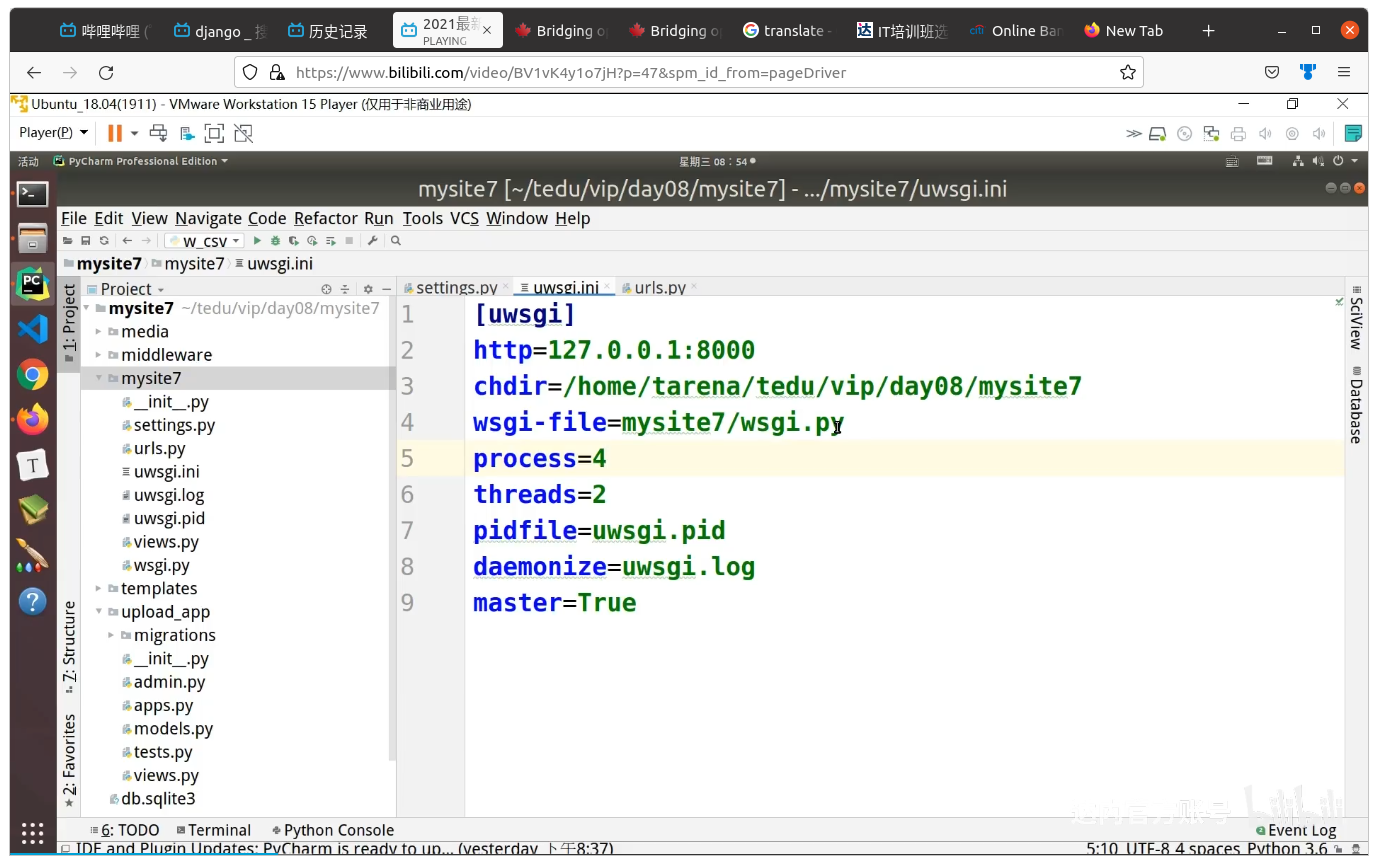 哔哩哔哩 (
django _ 搜
历史记录
2021最新
PLAYING
Bridging o
Bridging o
translate -
IT培训班选
Online Ban
New Tab
https://www.bilibili.com/video/BV1vK4y1o7jH?p=47&spm_id_from=pageDriver
Ubuntu_18.04(1911) - VMware Workstation 15 Player (仅用于非商业用途)
Player(P)
活动 PyCharm Professional Edition 星期三 08:54
mysite7 [~/tedu/vip/day08/mysite7] - .../mysite7/uwsgi.ini
File Edit View Navigate Code Refactor Run Tools VCS Window Help
w_csv
mysite7 mysite7 uwsgi.ini
Project
settings.py uwsgi.ini urls.py
1: Project
7: Structure
2: Favorites
mysite7 ~/tedu/vip/day08/mysite7
media
middleware
mysite7
__init__.py
settings.py
urls.py
uwsgi.ini
uwsgi.log
uwsgi.pid
views.py
wsgi.py
templates
upload_app
migrations
__init__.py
admin.py
apps.py
models.py
tests.py
views.py
db.sqlite3
1 [uwsgi]
2 http=127.0.0.1:8000
3 chdir=/home/tarena/tedu/vip/day08/mysite7
4 wsgi-file=mysite7/wsgi.py
5 process=4
6 threads=2
7 pidfile=uwsgi.pid
8 daemonize=uwsgi.log
9 master=True
SciView
Database
达内官方账号
6: TODO Terminal Python Console Event Log
IDE and Plugin Updates: PyCharm is ready to up... (yesterday 下午8:37) 5:10 UTF-8 4 spaces Python 3.6